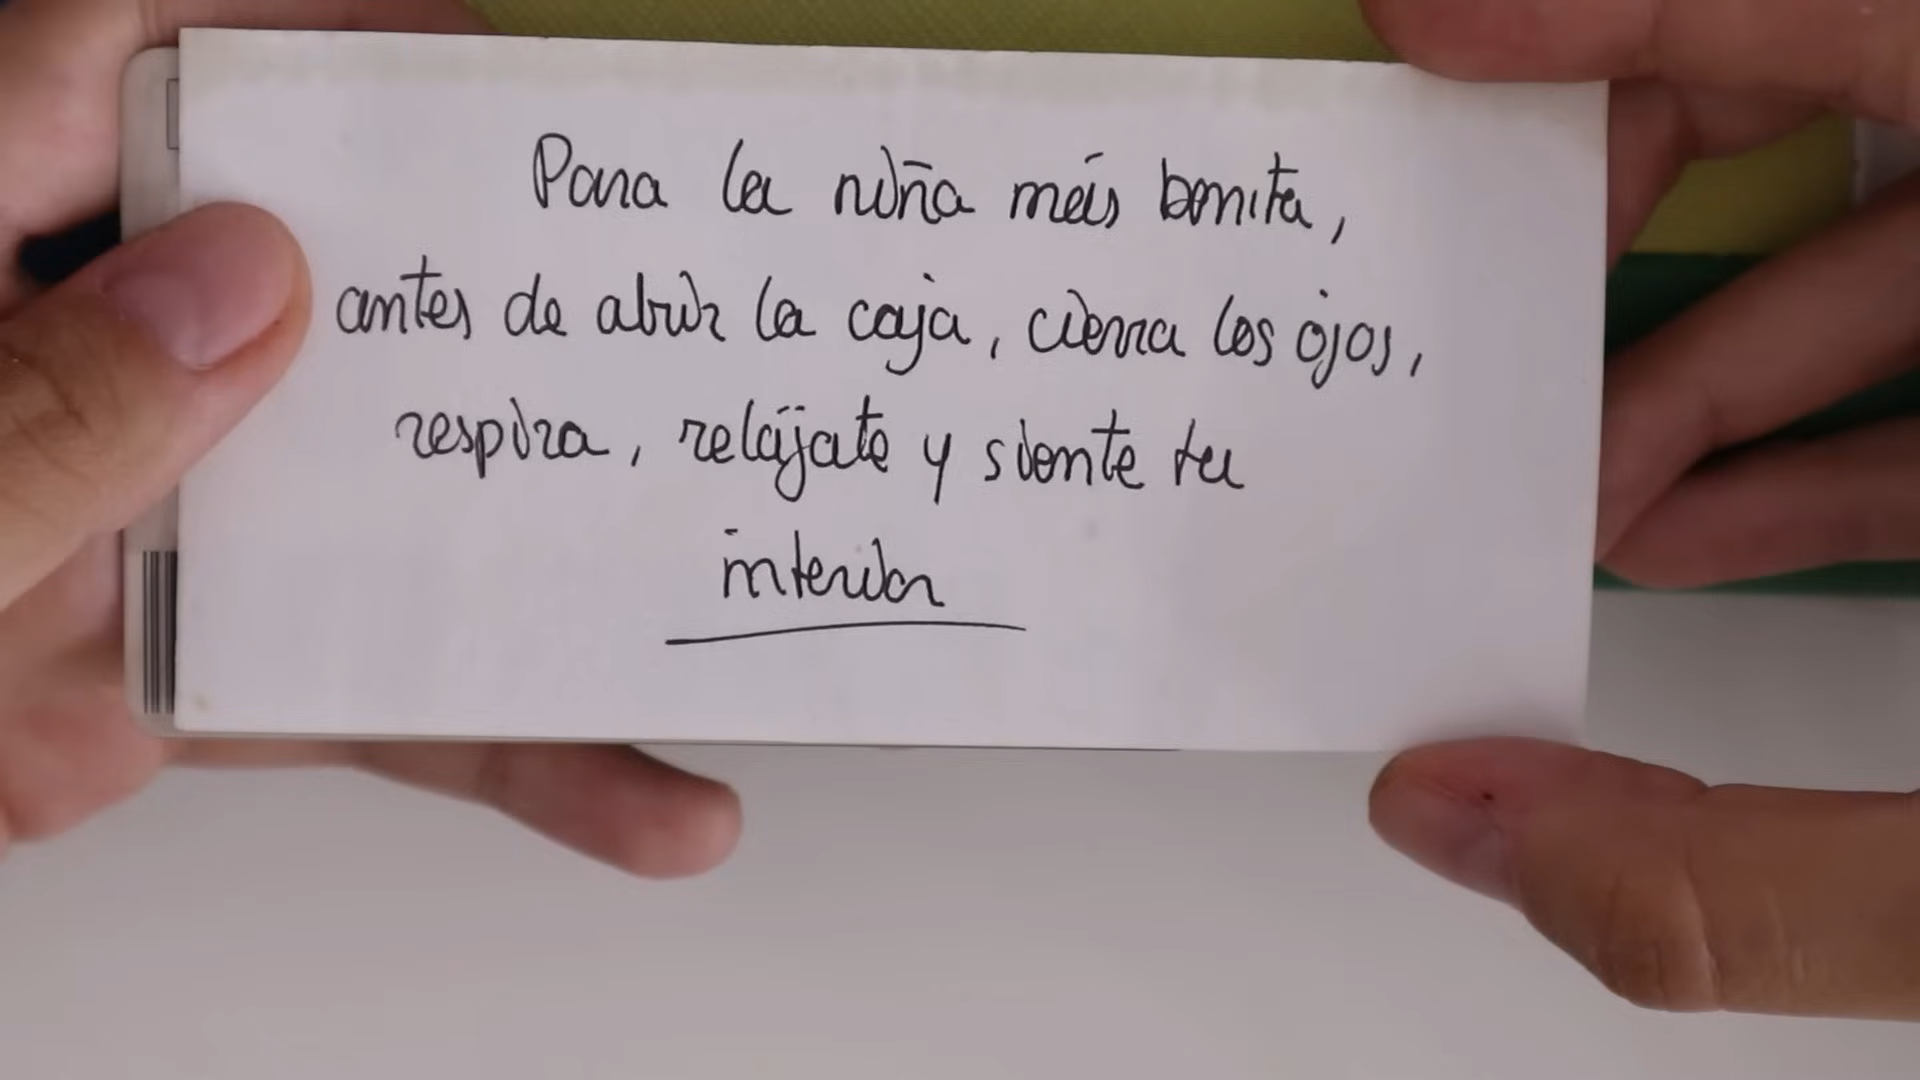 Para la niña más bonita,
antes de abrir la caja, cierra los ojos,
respira, relájate y siente tu
interior